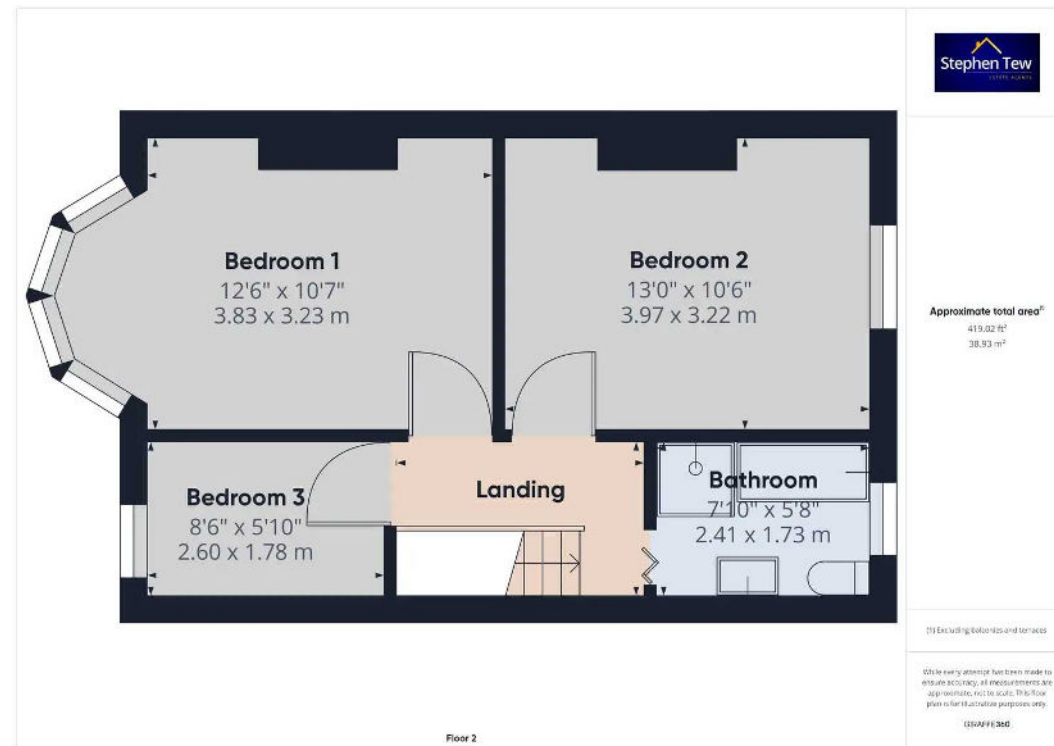 Stephen Tew
ESTATE AGENTS
Bedroom 1
12'6" x 10'7"
3.83 x 3.23 m
Bedroom 2
13'0" x 10'6"
3.97 x 3.22 m
Bedroom 3
8'6" x 5'10"
2.60 x 1.78 m
Landing
Bathroom
7'10" x 5'8"
2.41 x 1.73 m
Floor 2
Approximate total area(1)
419.02 ft²
38.93 m²
(1) Excluding balconies and terraces
While every attempt has been made to
ensure accuracy, all measurements are
approximate, not to scale. This floor
plan is for illustrative purposes only.
GIRAFFE360